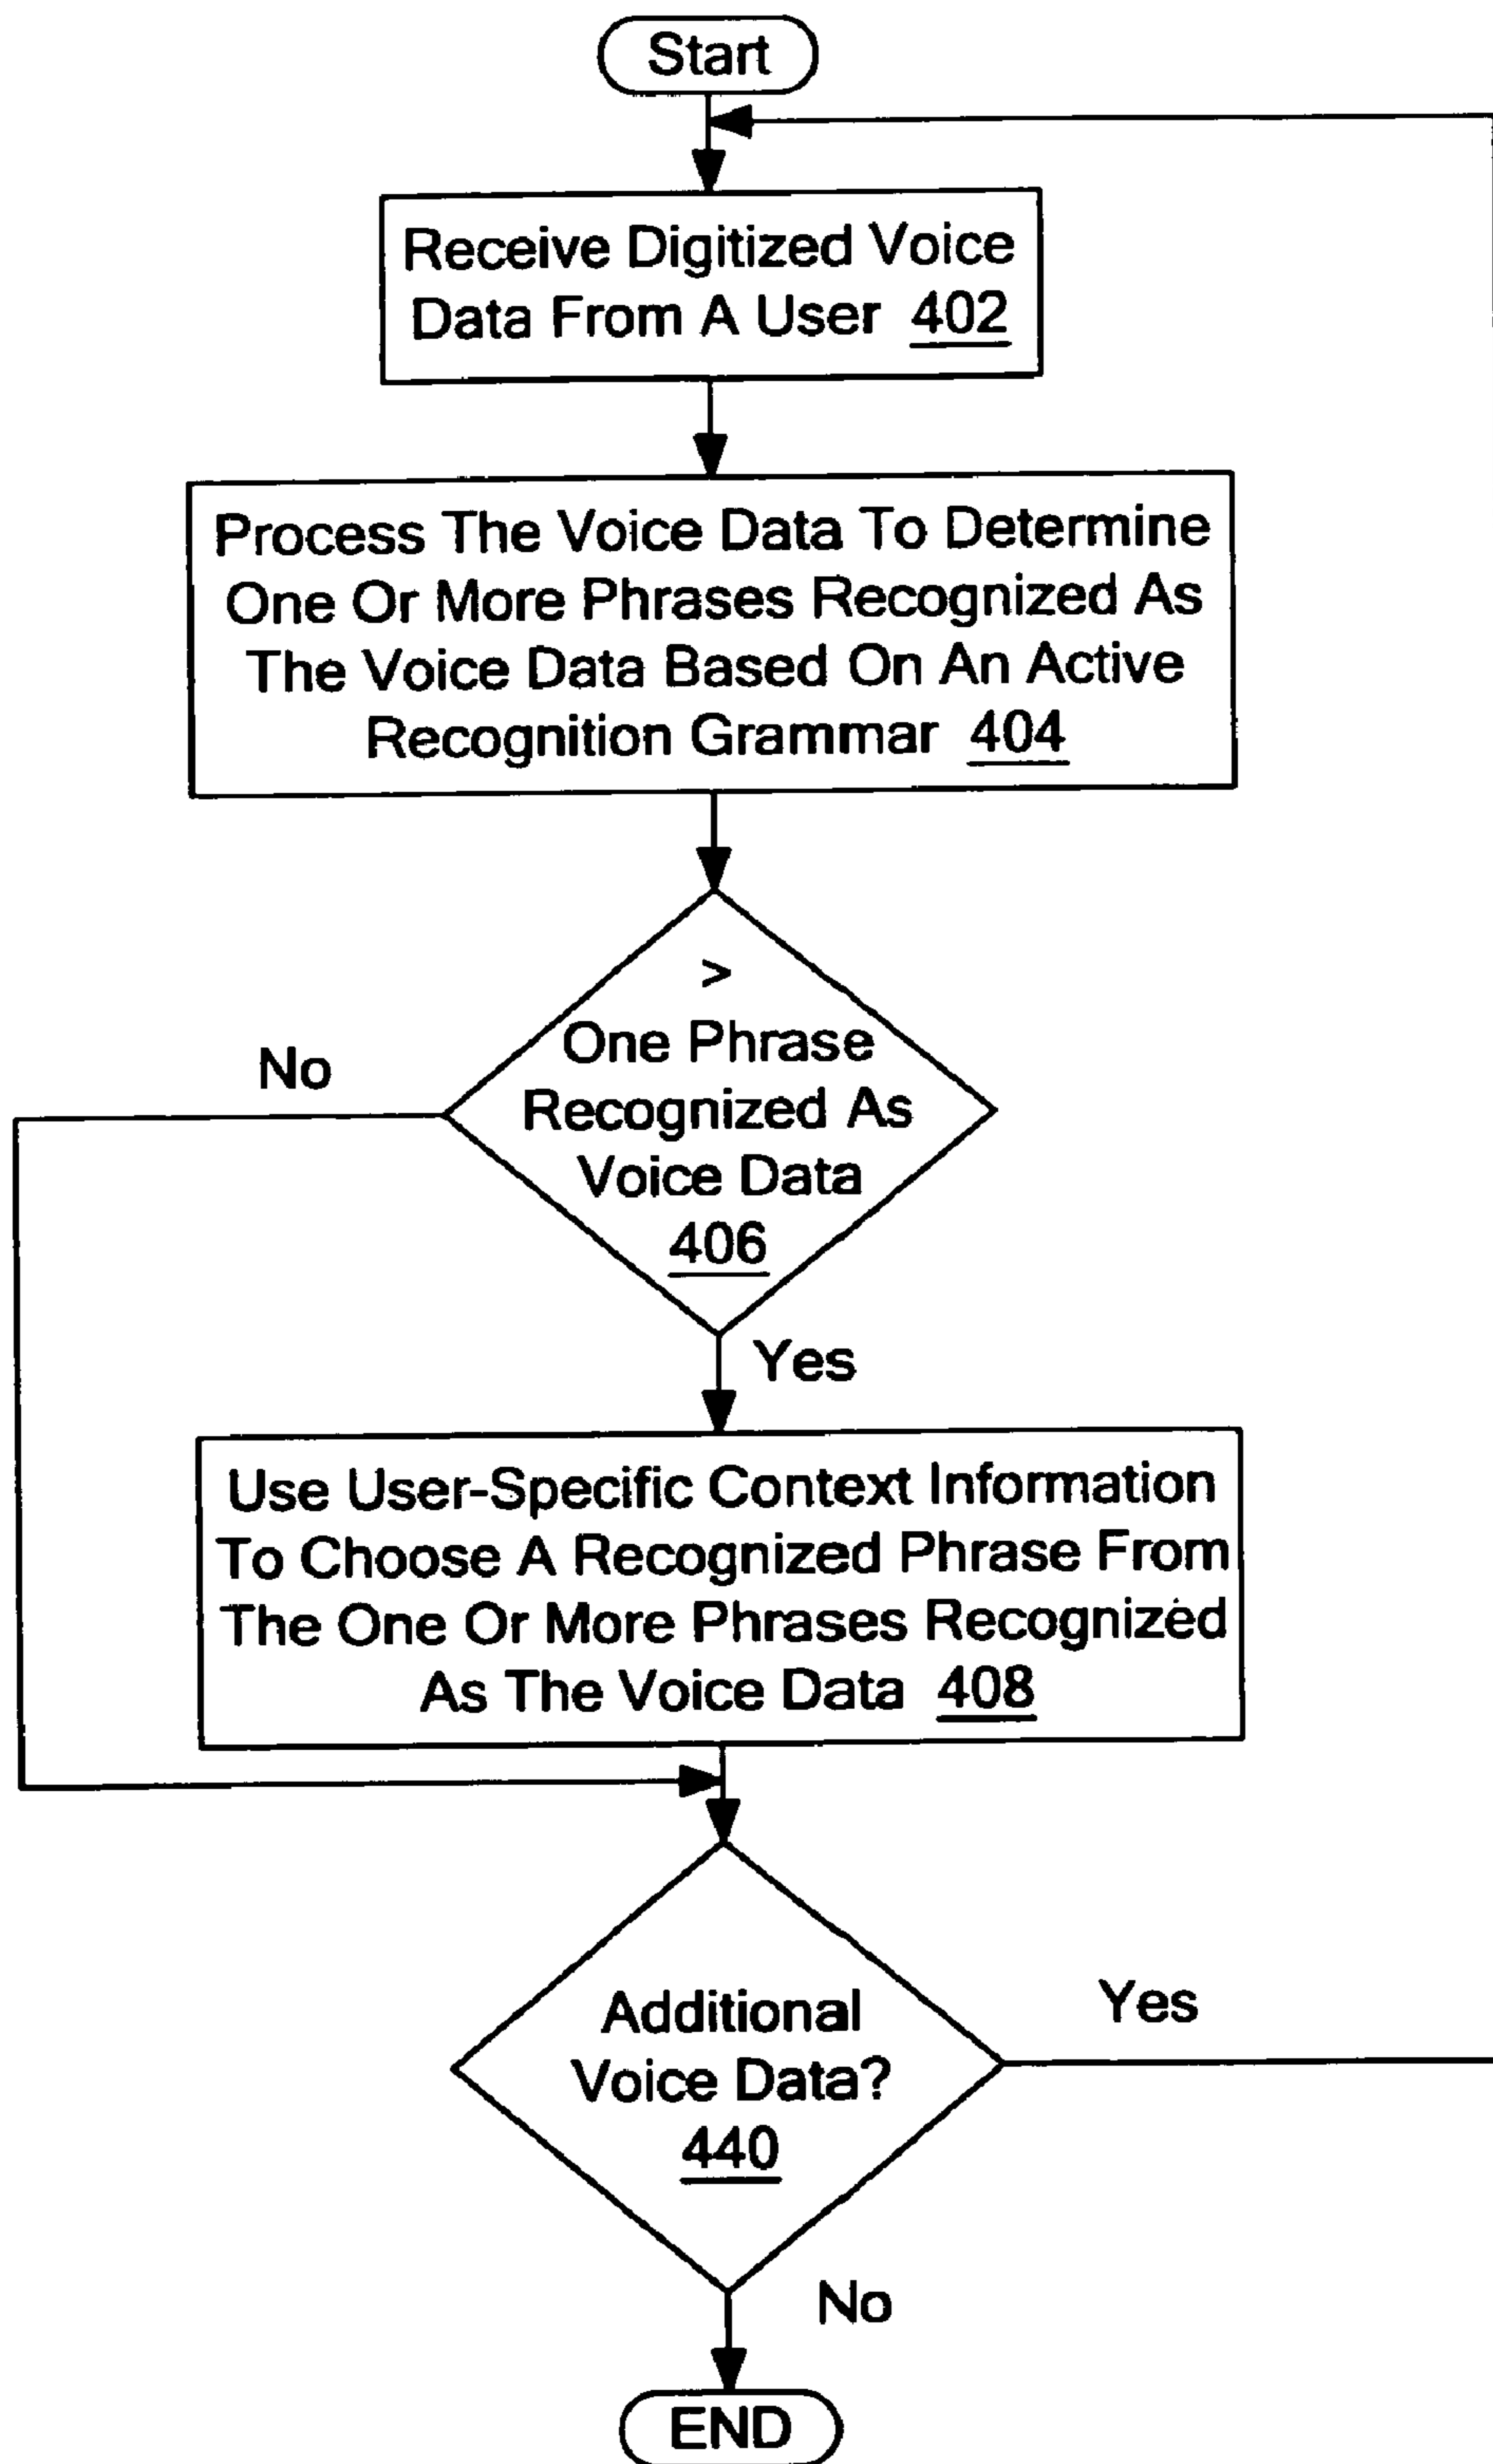 Start
Receive Digitized Voice
Data From A User 402
Process The Voice Data To Determine
One Or More Phrases Recognized As
The Voice Data Based On An Active
Recognition Grammar 404
>
One Phrase
Recognized As
Voice Data
406
No
Yes
Use User-Specific Context Information
To Choose A Recognized Phrase From
The One Or More Phrases Recognized
As The Voice Data 408
Additional
Voice Data?
440
Yes
No
END